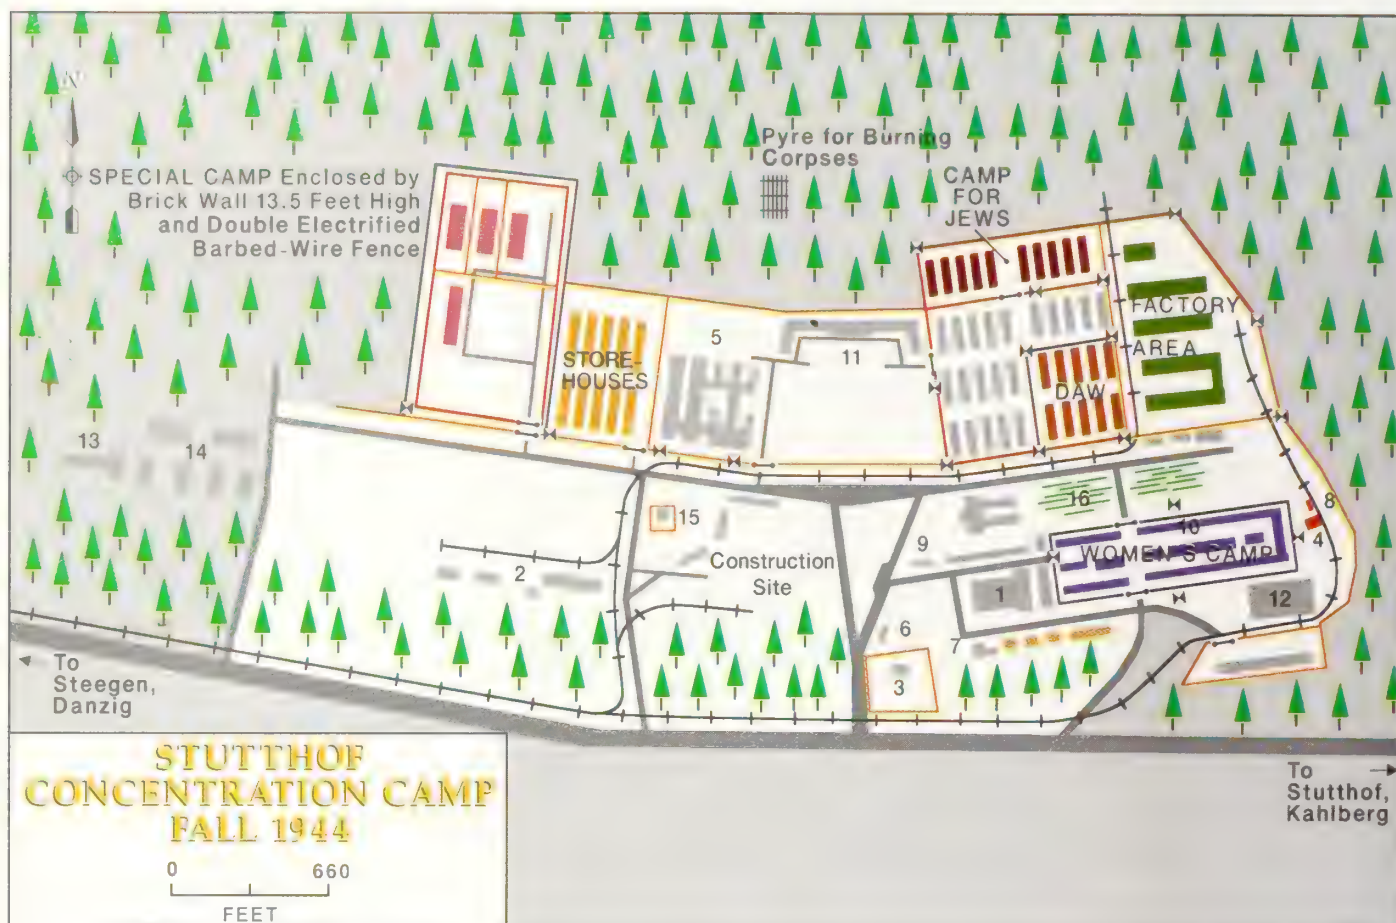 N
SPECIAL CAMP Enclosed by
Brick Wall 13.5 Feet High
and Double Electrified
Barbed-Wire Fence
Pyre for Burning
Corpses
CAMP
FOR
JEWS
FACTORY
AREA
STORE-
HOUSES
5
11
DAW
13
14
15
16
8
10
WOMEN'S CAMP
4
9
Construction
Site
2
1
12
6
7
3
To
Steegen,
Danzig
To
Stutthof,
Kahlberg
STUTTHOF
CONCENTRATION CAMP
FALL 1944
0 660
FEET